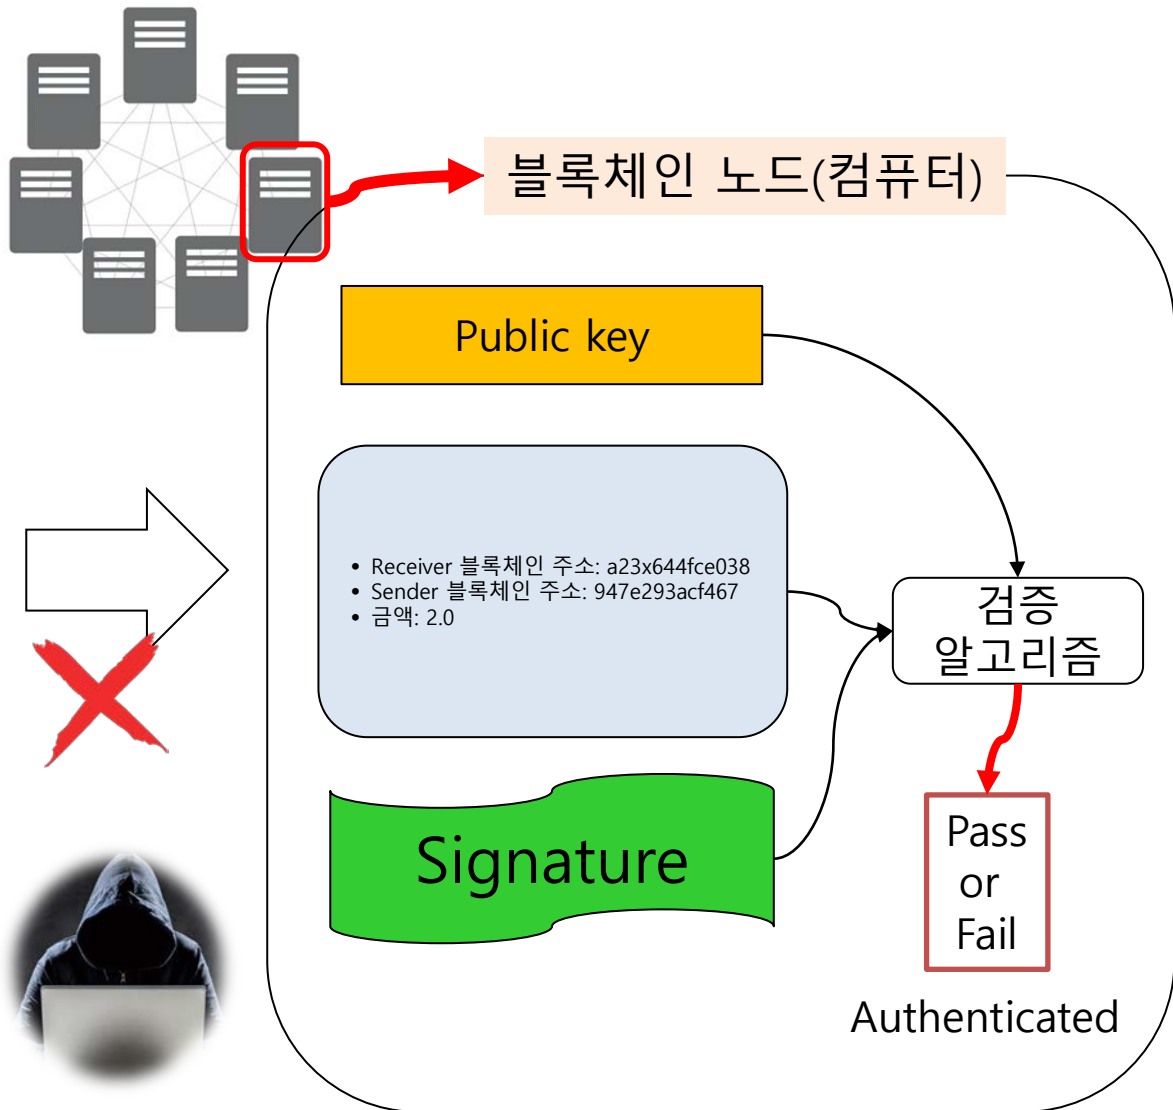 블록체인 노드(컴퓨터)
Public key
• Receiver 블록체인 주소: a23x644fce038
• Sender 블록체인 주소: 947e293acf467
• 금액: 2.0
검증
알고리즘
Signature
Pass
or
Fail
Authenticated